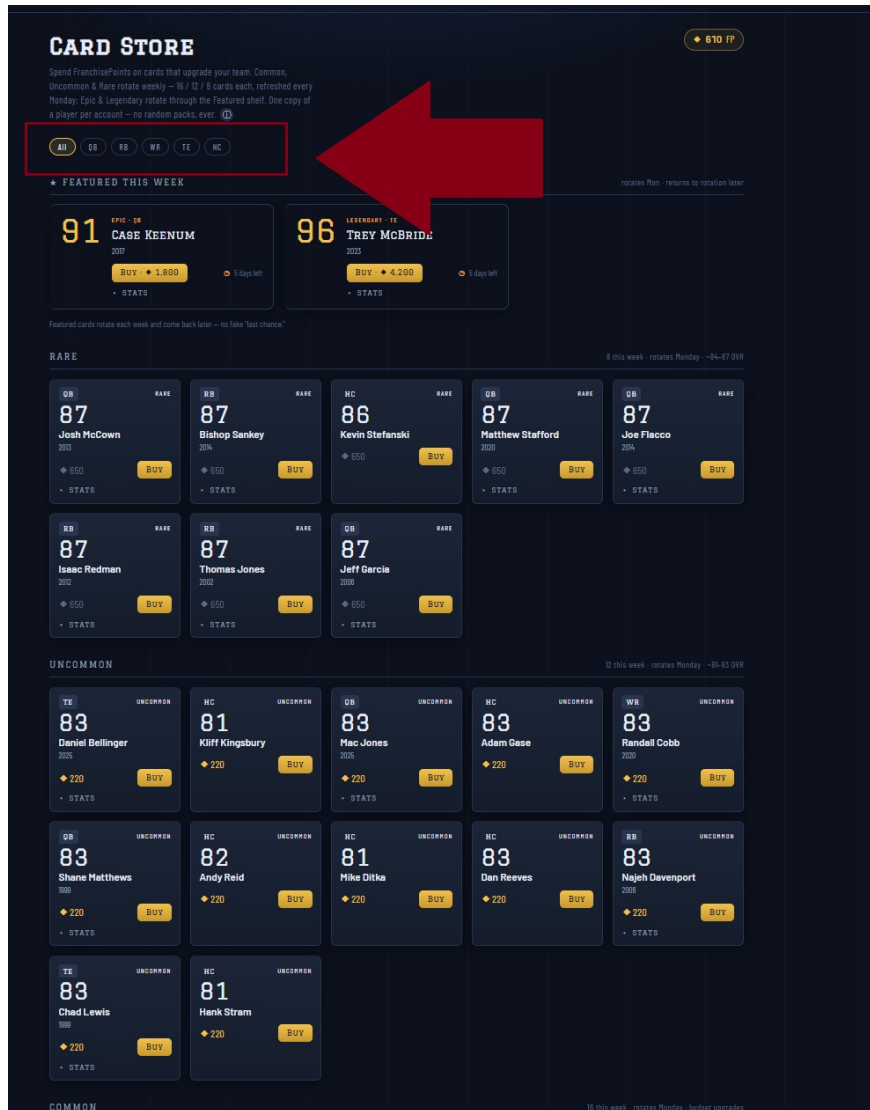 CARD STORE
◆ 610 FP
Spend FranchisePoints on cards that upgrade your team. Common,
Uncommon & Rare rotate weekly — 16 / 12 / 8 cards each, refreshed every
Monday; Epic & Legendary rotate through the Featured shelf. One copy of
a player per account — no random packs, ever. ⓘ
All QB RB WR TE HC
★ FEATURED THIS WEEK
rotates Mon · returns to rotation later
91
EPIC · QB
CASE KEENUM
2017
BUY · ◆ 1,800
5 days left
• STATS
96
LEGENDARY · TE
TREY MCBRIDE
2023
BUY · ◆ 4,200
5 days left
• STATS
Featured cards rotate each week and come back later — no fake "last chance."
RARE
8 this week · rotates Monday · ~84–87 OVR
QB RARE
87
Josh McCown
2013
◆ 650 BUY
• STATS
RB RARE
87
Bishop Sankey
2014
◆ 650 BUY
• STATS
HC RARE
86
Kevin Stefanski
◆ 650 BUY
QB RARE
87
Matthew Stafford
2020
◆ 650 BUY
• STATS
QB RARE
87
Joe Flacco
2014
◆ 650 BUY
• STATS
RB RARE
87
Isaac Redman
2012
◆ 650 BUY
• STATS
RB RARE
87
Thomas Jones
2002
◆ 650 BUY
• STATS
QB RARE
87
Jeff Garcia
2006
◆ 650 BUY
• STATS
UNCOMMON
12 this week · rotates Monday · ~81–83 OVR
TE UNCOMMON
83
Daniel Bellinger
2025
◆ 220 BUY
• STATS
HC UNCOMMON
81
Kliff Kingsbury
◆ 220 BUY
QB UNCOMMON
83
Mac Jones
2025
◆ 220 BUY
• STATS
HC UNCOMMON
83
Adam Gase
◆ 220 BUY
WR UNCOMMON
83
Randall Cobb
2020
◆ 220 BUY
• STATS
QB UNCOMMON
83
Shane Matthews
1999
◆ 220 BUY
• STATS
HC UNCOMMON
82
Andy Reid
◆ 220 BUY
HC UNCOMMON
81
Mike Ditka
◆ 220 BUY
HC UNCOMMON
83
Dan Reeves
◆ 220 BUY
RB UNCOMMON
83
Najeh Davenport
2006
◆ 220 BUY
• STATS
TE UNCOMMON
83
Chad Lewis
1999
◆ 220 BUY
• STATS
HC UNCOMMON
81
Hank Stram
◆ 220 BUY
COMMON
16 this week · rotates Monday · budget upgrades